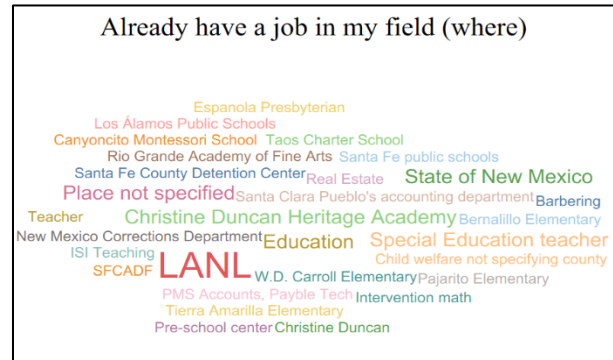 Already have a job in my field (where)
Espanola Presbyterian
Los Álamos Public Schools
Canyoncito Montessori School Taos Charter School
Rio Grande Academy of Fine Arts Santa Fe public schools
Santa Fe County Detention Center Real Estate State of New Mexico
Place not specified Santa Clara Pueblo's accounting department Barbering
Teacher Christine Duncan Heritage Academy Bernalillo Elementary
New Mexico Corrections Department Education Special Education teacher
ISI Teaching Child welfare not specifying county
SFCADF LANL W.D. Carroll Elementary Pajarito Elementary
PMS Accounts, Payble Tech Intervention math
Tierra Amarilla Elementary
Pre-school center Christine Duncan